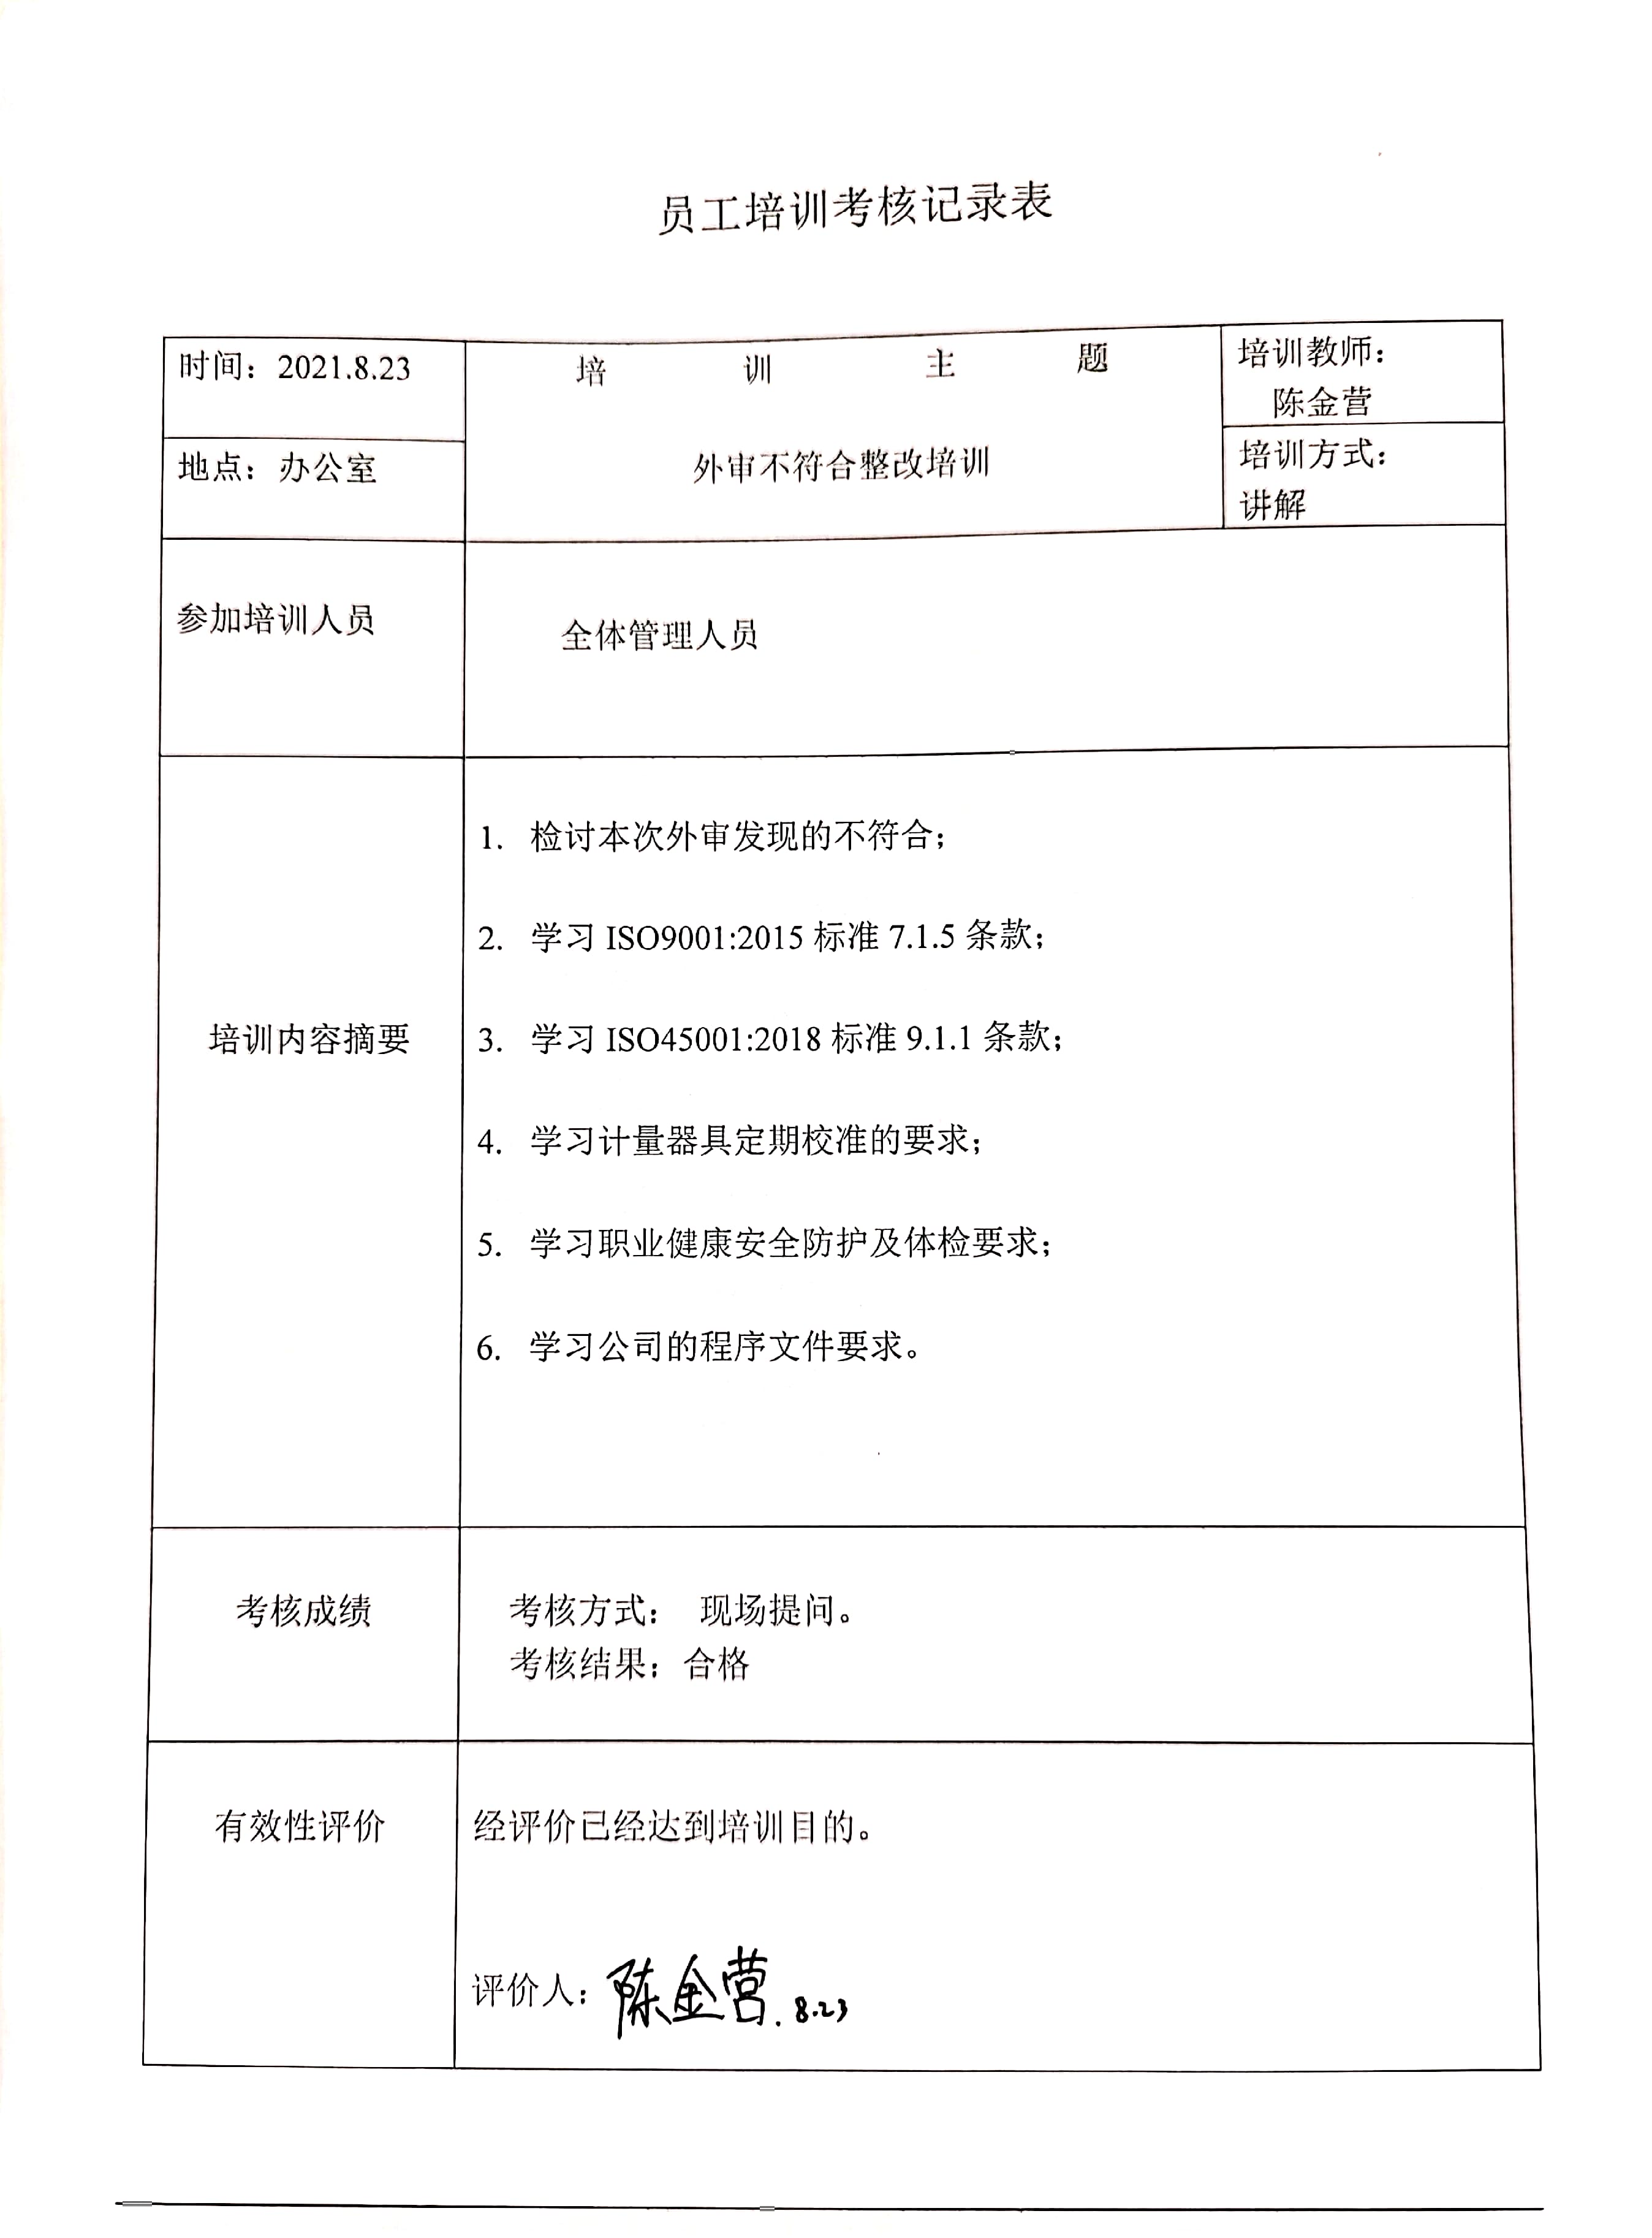 员工培训考核记录表
时间：2021.8.23
培 训 主 题
培训教师：
陈金营
地点：办公室
外审不符合整改培训
培训方式：
讲解
参加培训人员
全体管理人员
培训内容摘要
1. 检讨本次外审发现的不符合；
2. 学习 ISO9001:2015 标准 7.1.5 条款；
3. 学习 ISO45001:2018 标准 9.1.1 条款；
4. 学习计量器具定期校准的要求；
5. 学习职业健康安全防护及体检要求；
6. 学习公司的程序文件要求。
考核成绩
考核方式： 现场提问。
考核结果：合格
有效性评价
经评价已经达到培训目的。
评价人：陈金营. 8.23